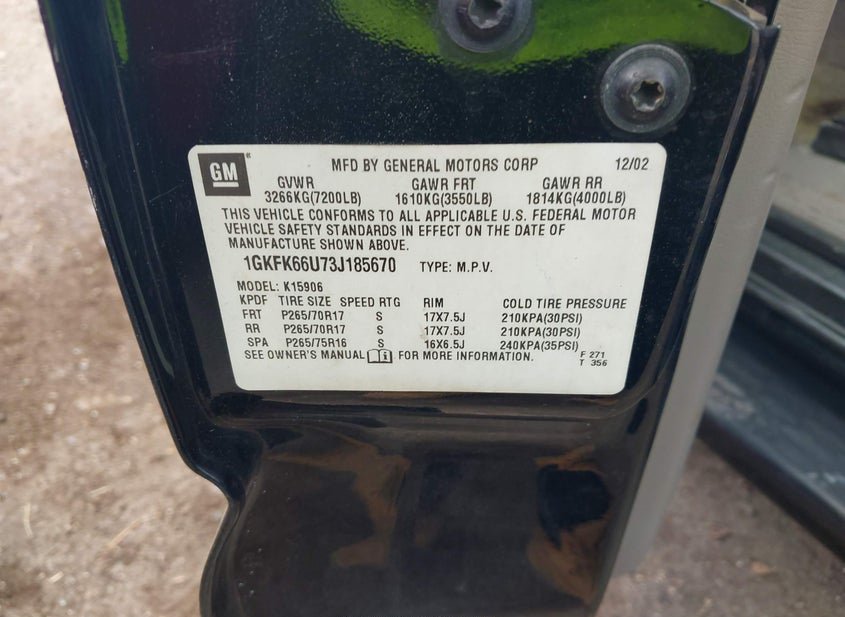 GM ® MFD BY GENERAL MOTORS CORP 12/02
GVWR GAWR FRT GAWR RR
3266KG(7200LB) 1610KG(3550LB) 1814KG(4000LB)
THIS VEHICLE CONFORMS TO ALL APPLICABLE U.S. FEDERAL MOTOR
VEHICLE SAFETY STANDARDS IN EFFECT ON THE DATE OF
MANUFACTURE SHOWN ABOVE.
1GKFK66U73J185670 TYPE: M.P.V.
MODEL: K15906
KPDF TIRE SIZE SPEED RTG RIM COLD TIRE PRESSURE
FRT P265/70R17 S 17X7.5J 210KPA(30PSI)
RR P265/70R17 S 17X7.5J 210KPA(30PSI)
SPA P265/75R16 S 16X6.5J 240KPA(35PSI)
SEE OWNER'S MANUAL FOR MORE INFORMATION. F 271
T 356